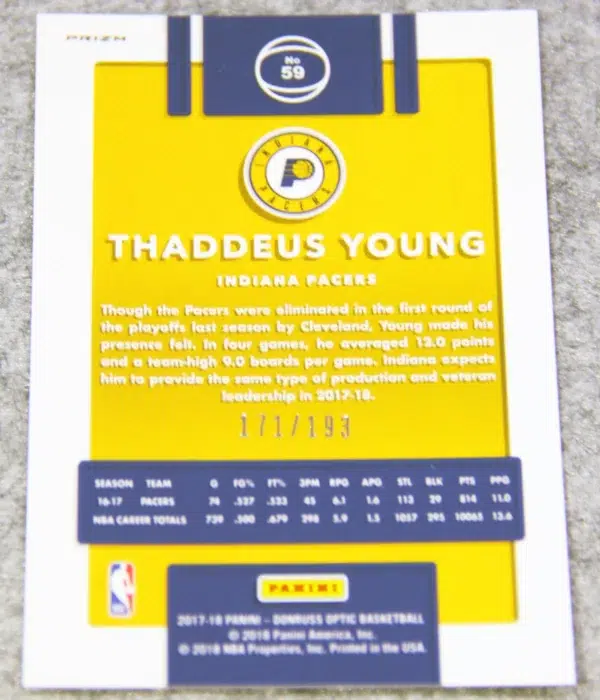 PRIZM
No
59
INDIANA
P
PACERS
THADDEUS YOUNG
INDIANA PACERS
Though the Pacers were eliminated in the first round of
the playoffs last season by Cleveland, Young made his
presence felt. In four games, he averaged 13.0 points
and a team-high 9.0 boards per game. Indiana expects
him to provide the same type of production and veteran
leadership in 2017-18.
171/193
SEASON TEAM G FG% FT% 3PM RPG APG STL BLK PTS PPG
16-17 PACERS 74 .527 .523 45 6.1 1.6 113 29 814 11.0
NBA CAREER TOTALS 739 .500 .679 298 5.9 1.5 1057 295 10065 13.6
PANINI
2017-18 PANINI – DONRUSS OPTIC BASKETBALL
© 2018 Panini America, Inc.
© 2018 NBA Properties, Inc. Printed in the USA.